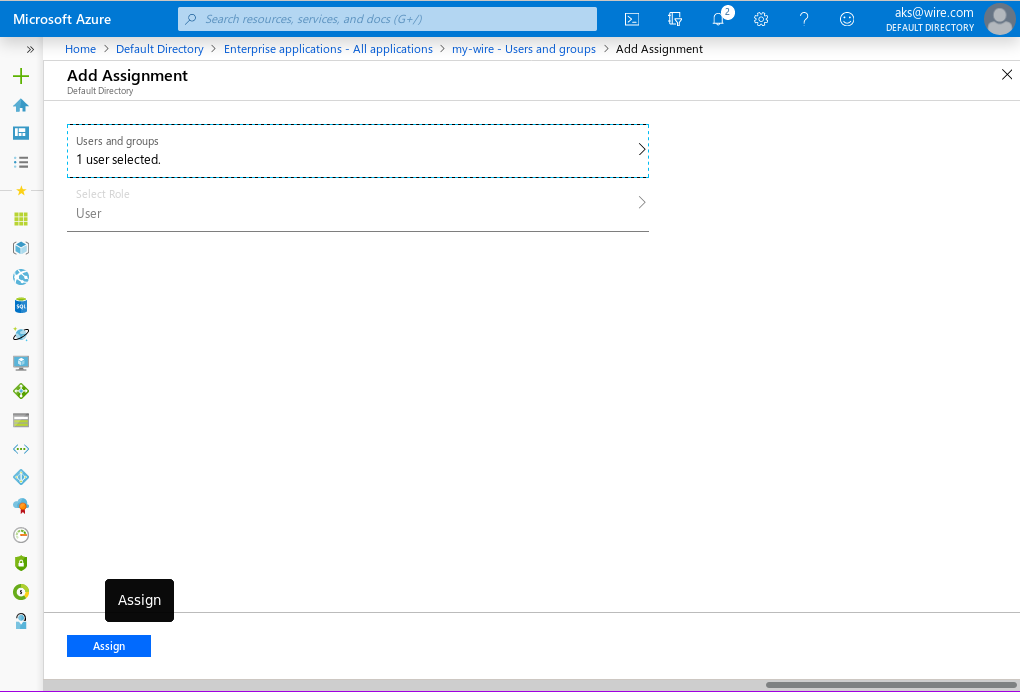 Microsoft Azure
Search resources, services, and docs (G+/)
2
aks@wire.com
DEFAULT DIRECTORY
»
Home > Default Directory > Enterprise applications - All applications > my-wire - Users and groups > Add Assignment
Add Assignment
Default Directory
Users and groups
1 user selected.
Select Role
User
SQL
Assign
Assign